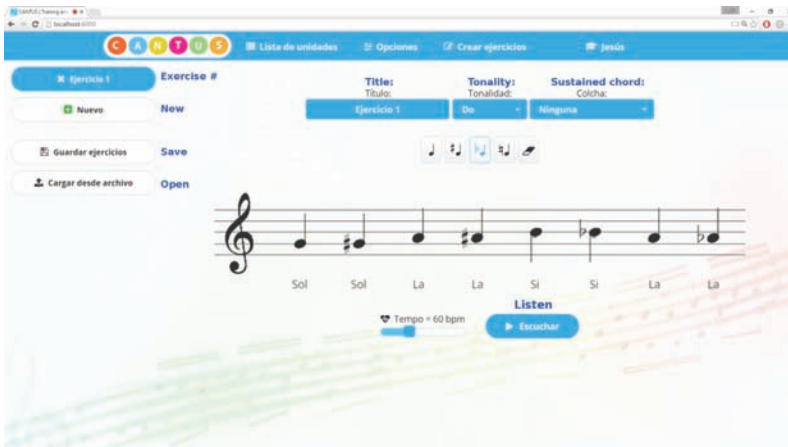 localhost:6000
CANTUS
Lista de unidades
Opciones
Crear ejercicios
Jesús
Ejercicio 1
Exercise #
Nuevo
New
Guardar ejercicios
Save
Cargar desde archivo
Open
Title:
Título:
Ejercicio 1
Tonality:
Tonalidad:
Do
Sustained chord:
Colcha:
Ninguna
Sol Sol La La Si Si La La
Listen
Tempo = 60 bpm
Escuchar